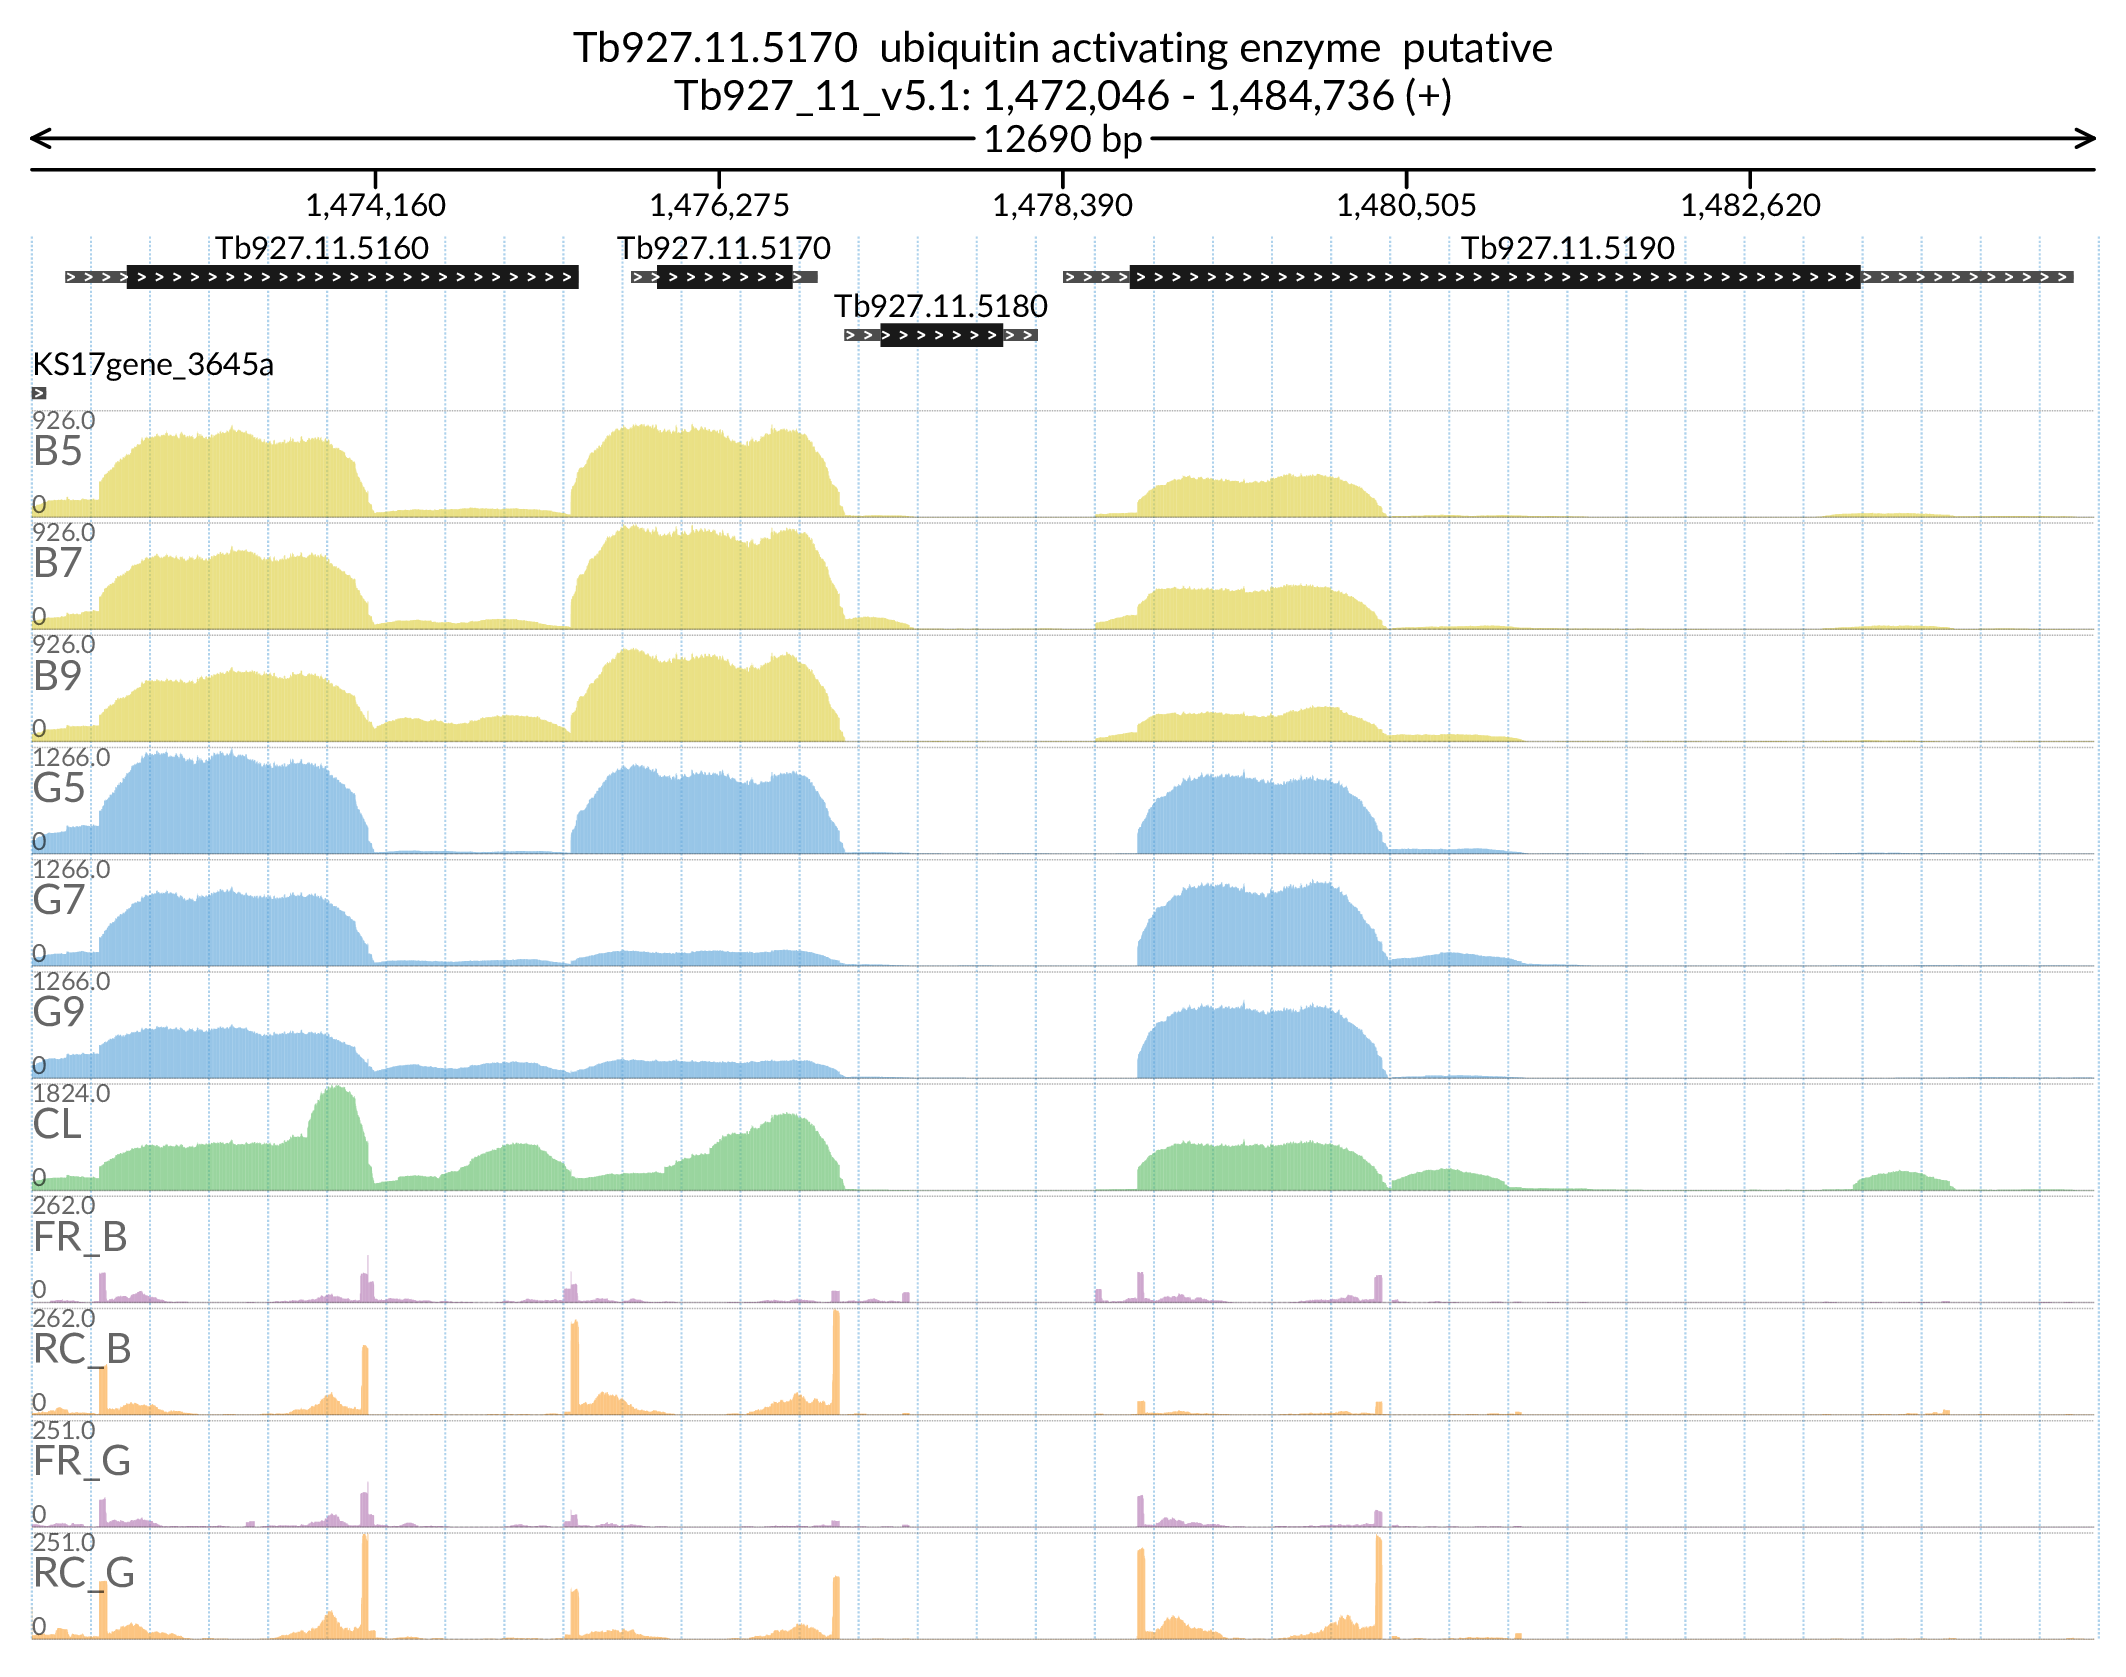 Tb927.11.5170  ubiquitin activating enzyme  putative
Tb927_11_v5.1: 1,472,046 - 1,484,736 (+)
12690 bp
1,474,160 1,476,275 1,478,390 1,480,505 1,482,620
Tb927.11.5160 Tb927.11.5170 Tb927.11.5190
Tb927.11.5180
KS17gene_3645a
926.0
B5
0
926.0
B7
0
926.0
B9
0
1266.0
G5
0
1266.0
G7
0
1266.0
G9
0
1824.0
CL
0
262.0
FR_B
0
262.0
RC_B
0
251.0
FR_G
0
251.0
RC_G
0